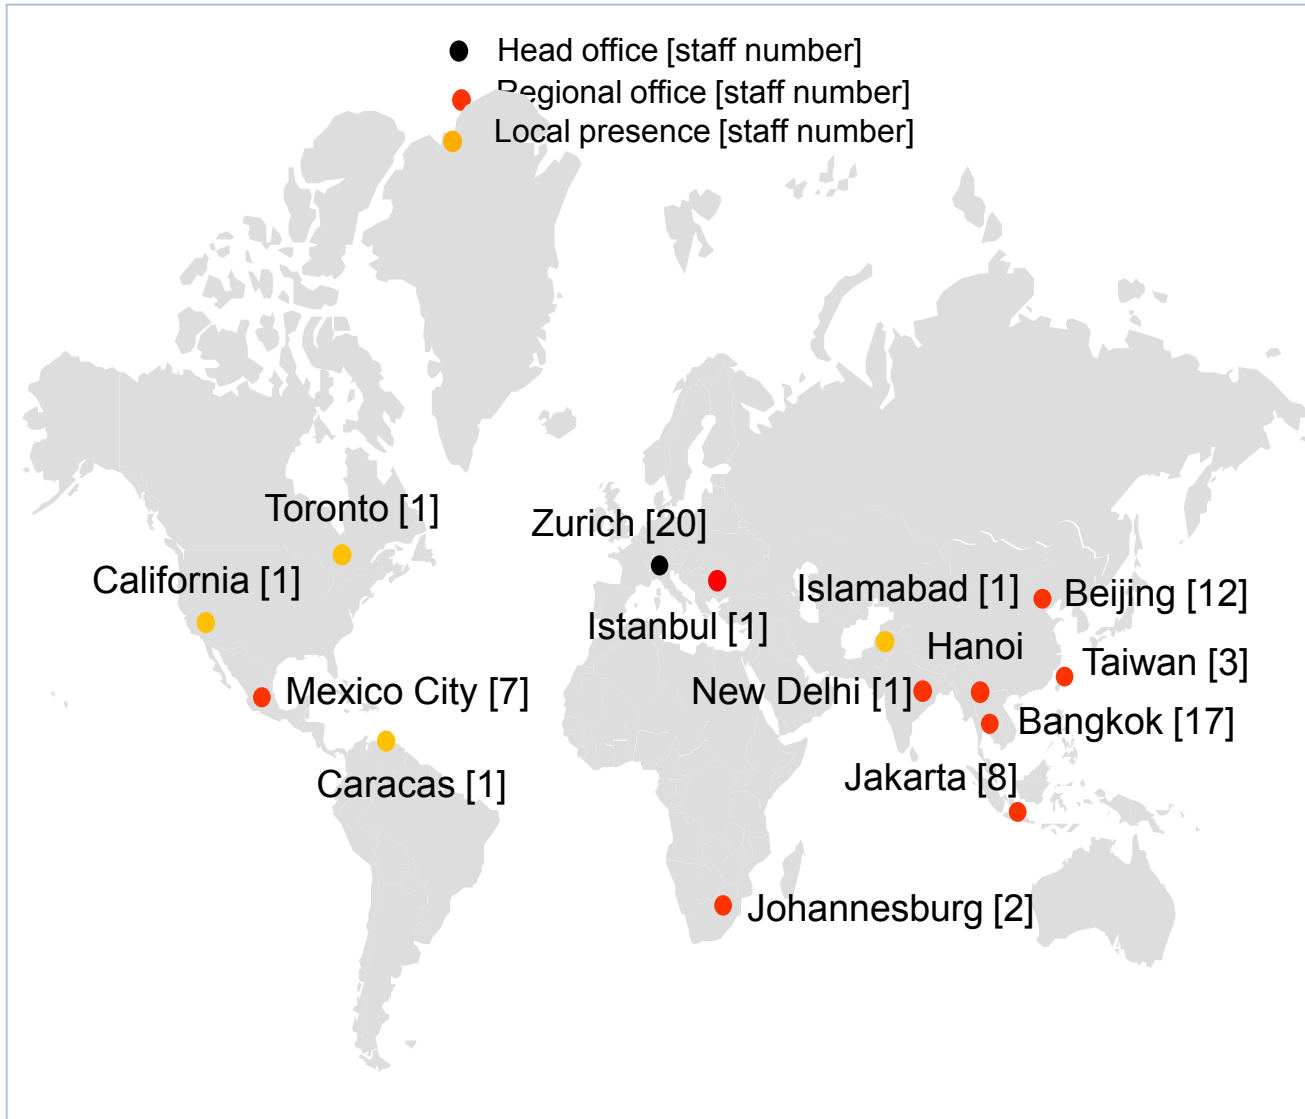 Head office [staff number]
Regional office [staff number]
Local presence [staff number]
Toronto [1]
Zurich [20]
California [1]
Islamabad [1]
Beijing [12]
Istanbul [1]
Hanoi
Taiwan [3]
Mexico City [7]
New Delhi [1]
Bangkok [17]
Caracas [1]
Jakarta [8]
Johannesburg [2]